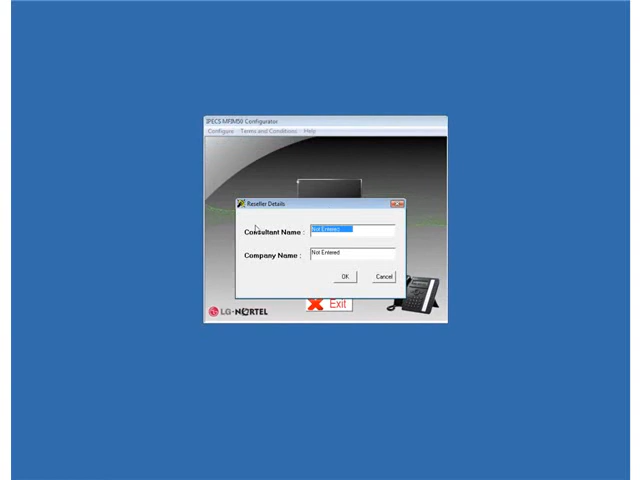 IPECS-MFIM50 Configurator
Configure Terms and Conditions Help
Reseller Details
Consultant Name : Not Entered
Company Name : Not Entered
OK Cancel
Exit
LG-NORTEL